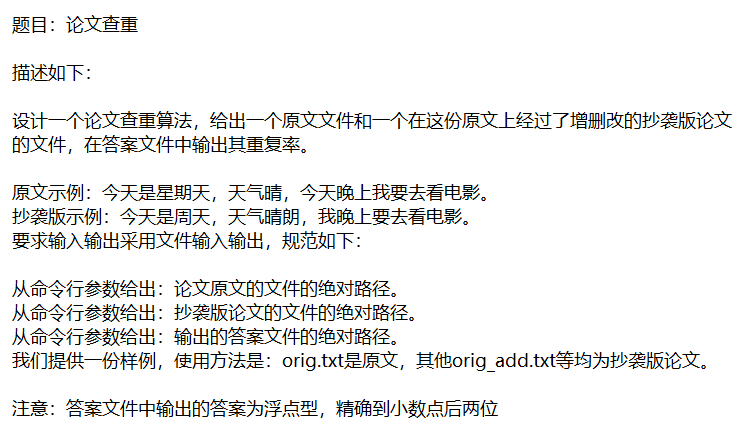 题目：论文查重
描述如下：
设计一个论文查重算法，给出一个原文文件和一个在这份原文上经过了增删改的抄袭版论文
的文件，在答案文件中输出其重复率。
原文示例：今天是星期天，天气晴，今天晚上我要去看电影。
抄袭版示例：今天是周天，天气晴朗，我晚上要去看电影。
要求输入输出采用文件输入输出，规范如下：
从命令行参数给出：论文原文的文件的绝对路径。
从命令行参数给出：抄袭版论文的文件的绝对路径。
从命令行参数给出：输出的答案文件的绝对路径。
我们提供一份样例，使用方法是：orig.txt是原文，其他orig_add.txt等均为抄袭版论文。
注意：答案文件中输出的答案为浮点型，精确到小数点后两位